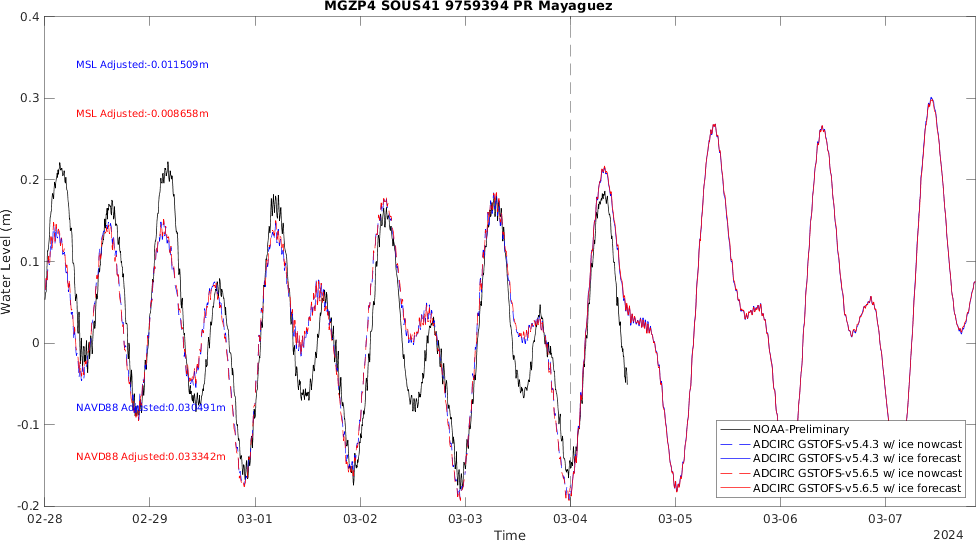 MGZP4 SOUS41 9759394 PR Mayaguez
0.4
0.3
0.2
0.1
0
-0.1
-0.2
Water Level (m)
MSL Adjusted:-0.011509m
MSL Adjusted:-0.008658m
NAVD88 Adjusted:0.030491m
NAVD88 Adjusted:0.033342m
NOAA-Preliminary
ADCIRC GSTOFS-v5.4.3 w/ ice nowcast
ADCIRC GSTOFS-v5.4.3 w/ ice forecast
ADCIRC GSTOFS-v5.6.5 w/ ice nowcast
ADCIRC GSTOFS-v5.6.5 w/ ice forecast
02-28 02-29 03-01 03-02 03-03 03-04 03-05 03-06 03-07
Time
2024